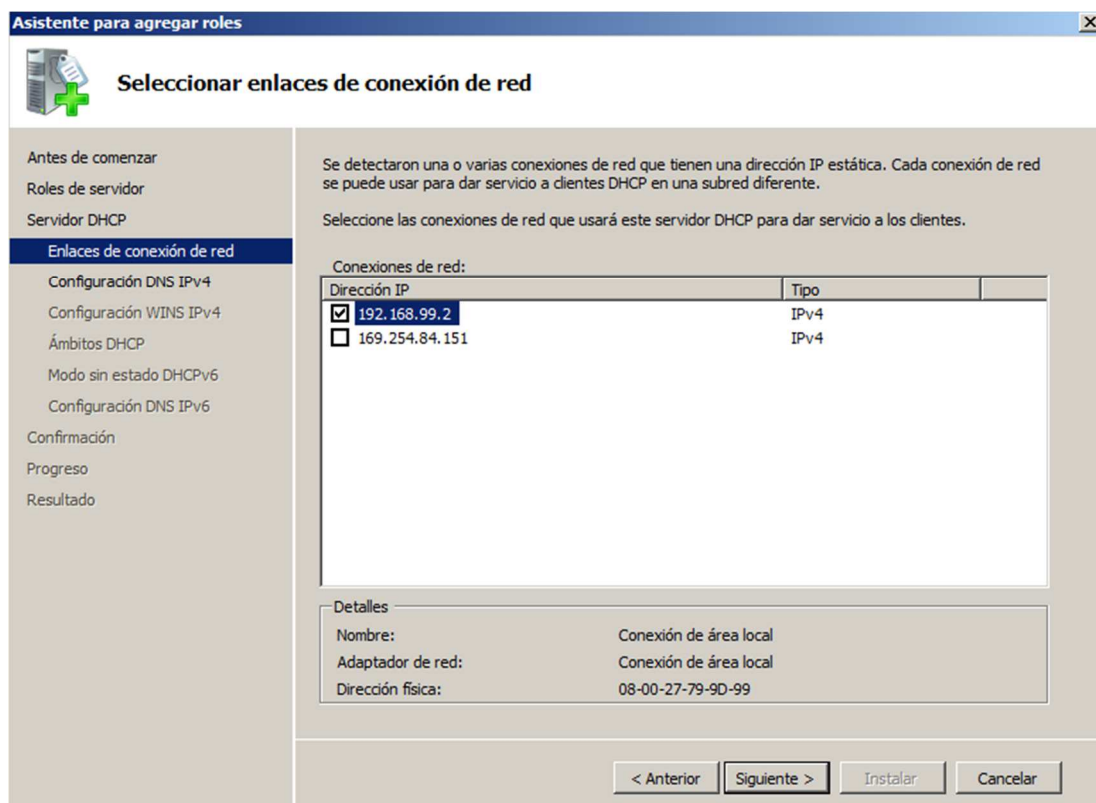 Asistente para agregar roles
Seleccionar enlaces de conexión de red
Antes de comenzar
Roles de servidor
Servidor DHCP
Enlaces de conexión de red
Configuración DNS IPv4
Configuración WINS IPv4
Ámbitos DHCP
Modo sin estado DHCPv6
Configuración DNS IPv6
Confirmación
Progreso
Resultado
Se detectaron una o varias conexiones de red que tienen una dirección IP estática. Cada conexión de red
se puede usar para dar servicio a clientes DHCP en una subred diferente.
Seleccione las conexiones de red que usará este servidor DHCP para dar servicio a los clientes.
Conexiones de red:
Dirección IP Tipo
192.168.99.2 IPv4
169.254.84.151 IPv4
Detalles
Nombre: Conexión de área local
Adaptador de red: Conexión de área local
Dirección física: 08-00-27-79-9D-99
< Anterior Siguiente > Instalar Cancelar